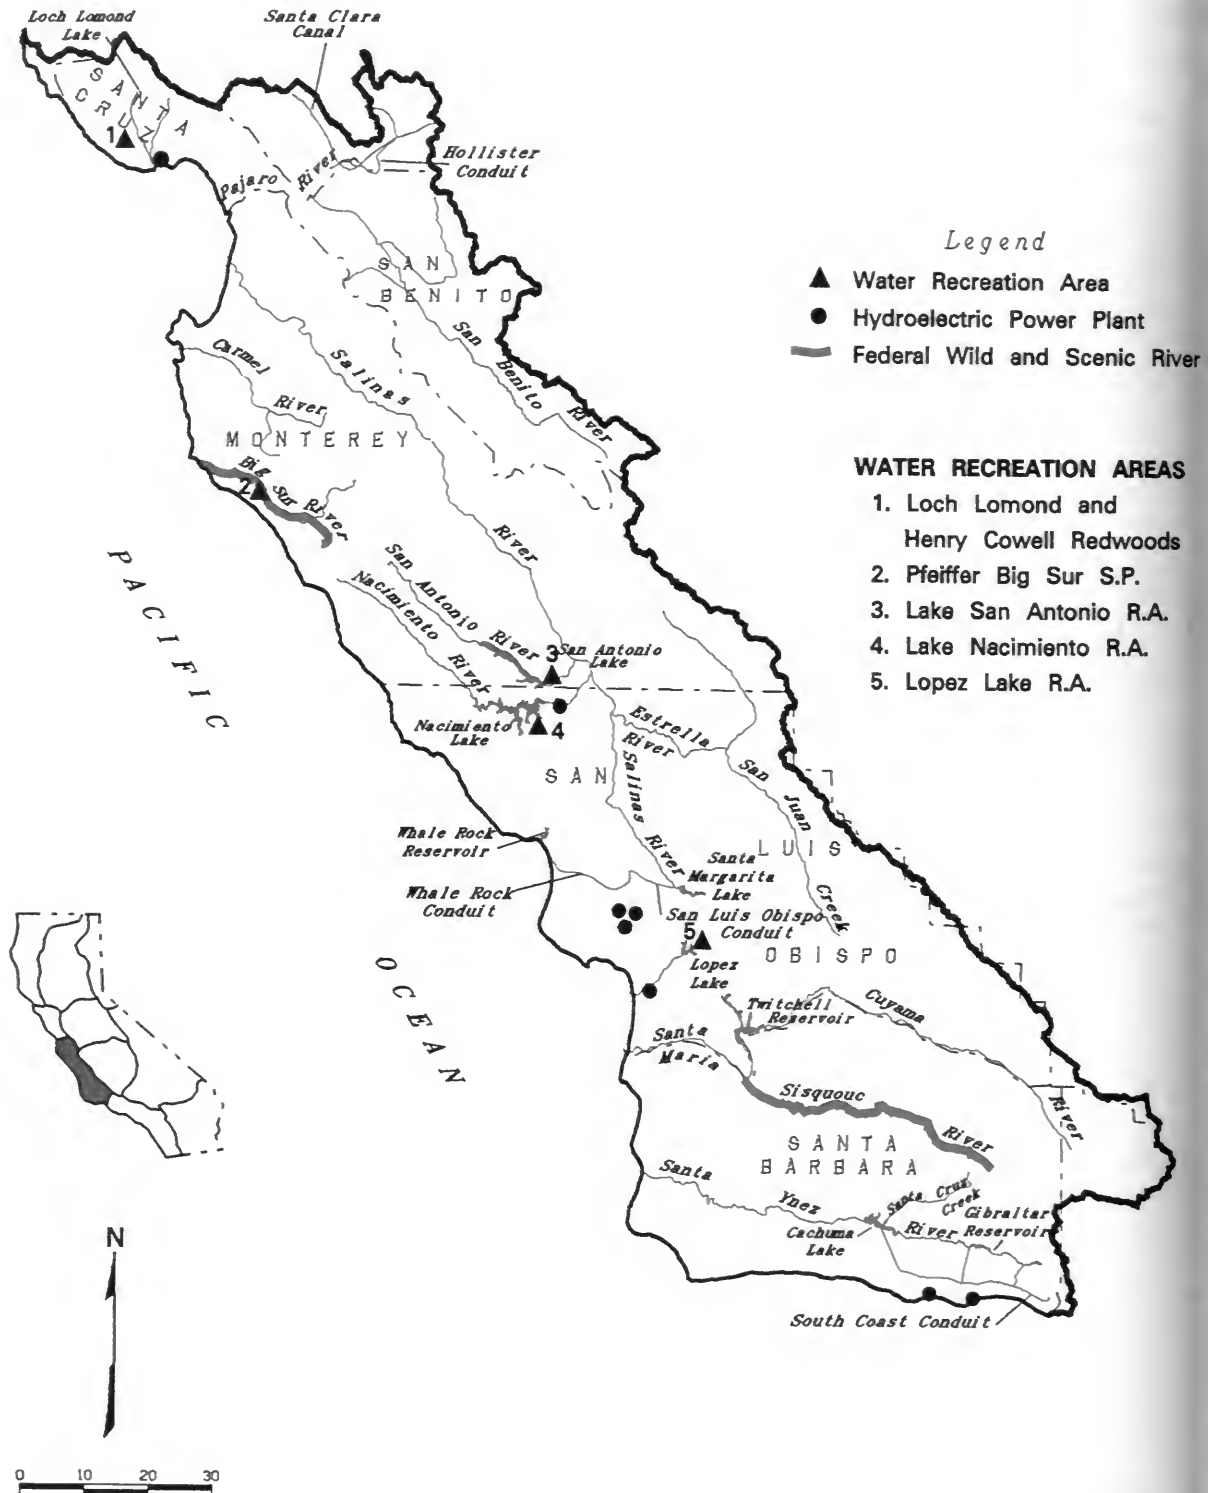 Loch Lomond
Lake
Santa Clara
Canal
SANTA
CRUZ
1
Hollister
Conduit
Pajaro River
SAN
BENITO
San Benito River
Legend
Water Recreation Area
Hydroelectric Power Plant
Federal Wild and Scenic River
Carmel River
Salinas River
MONTEREY
Big Sur River
2
WATER RECREATION AREAS
1. Loch Lomond and
Henry Cowell Redwoods
2. Pfeiffer Big Sur S.P.
3. Lake San Antonio R.A.
4. Lake Nacimiento R.A.
5. Lopez Lake R.A.
PACIFIC
OCEAN
San Antonio River
Nacimiento River
3
San Antonio
Lake
Nacimiento
Lake
4
Estrella
River
SAN
LUIS
OBISPO
Salinas River
San Juan Creek
Whale Rock
Reservoir
Whale Rock
Conduit
Santa
Margarita
Lake
San Luis Obispo
Conduit
5
Lopez
Lake
Twitchell
Reservoir
Cuyama River
Santa
Maria
Sisquouc River
SANTA
BARBARA
Santa Ynez River
Santa Cruz
Creek
Gibraltar
Reservoir
Cachuma
Lake
South Coast Conduit
N
0 10 20 30